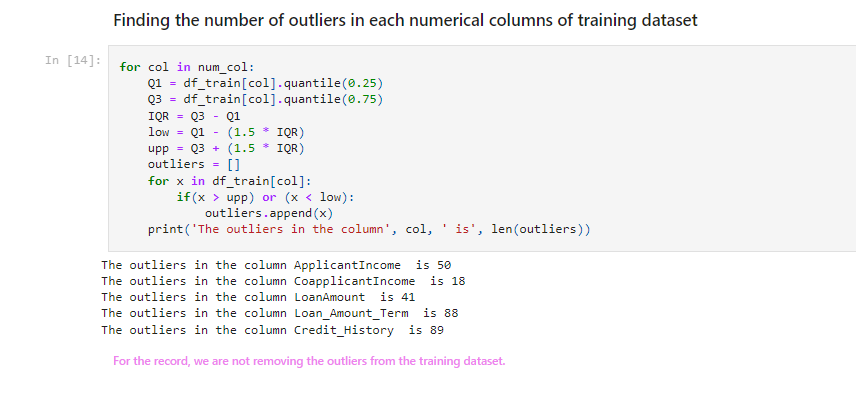 Finding the number of outliers in each numerical columns of training dataset
In [14]:
for col in num_col:
    Q1 = df_train[col].quantile(0.25)
    Q3 = df_train[col].quantile(0.75)
    IQR = Q3 - Q1
    low = Q1 - (1.5 * IQR)
    upp = Q3 + (1.5 * IQR)
    outliers = []
    for x in df_train[col]:
        if(x > upp) or (x < low):
            outliers.append(x)
    print('The outliers in the column', col, ' is', len(outliers))
The outliers in the column ApplicantIncome  is 50
The outliers in the column CoapplicantIncome  is 18
The outliers in the column LoanAmount  is 41
The outliers in the column Loan_Amount_Term  is 88
The outliers in the column Credit_History  is 89
For the record, we are not removing the outliers from the training dataset.